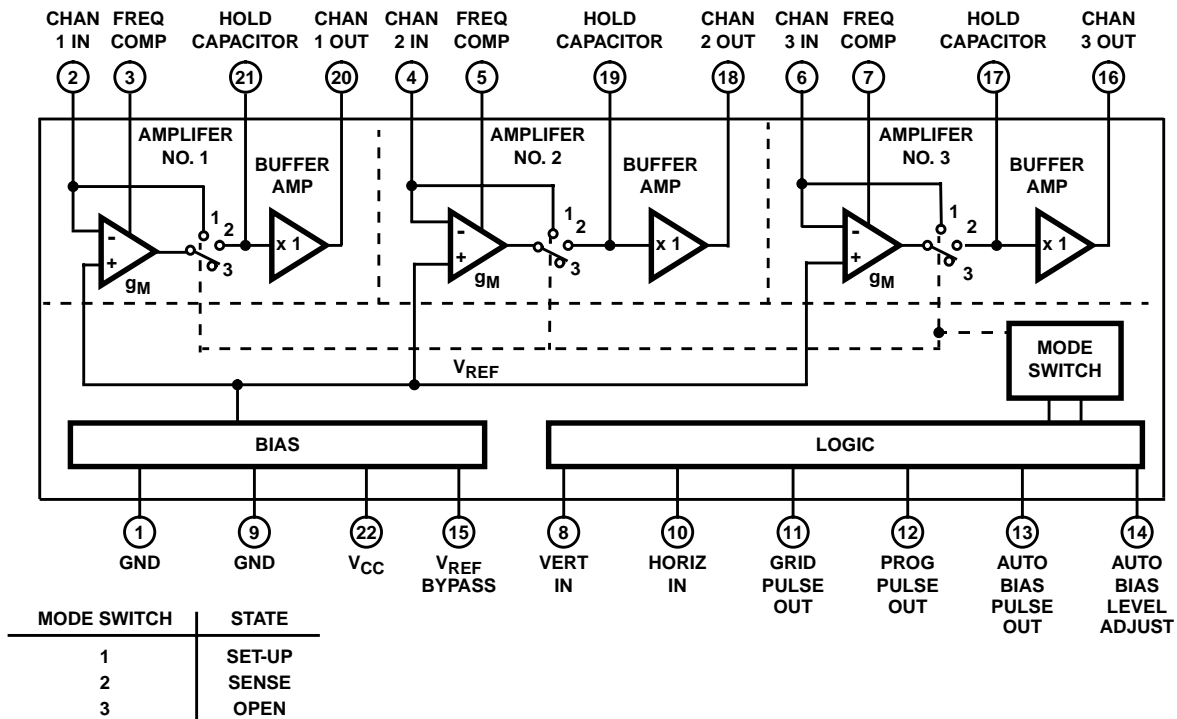 CHAN 1 IN
FREQ COMP
HOLD CAPACITOR
CHAN 1 OUT
CHAN 2 IN
FREQ COMP
HOLD CAPACITOR
CHAN 2 OUT
CHAN 3 IN
FREQ COMP
HOLD CAPACITOR
CHAN 3 OUT
2 3 21 20 4 5 19 18 6 7 17 16
AMPLIFER NO. 1
BUFFER AMP
AMPLIFER NO. 2
BUFFER AMP
AMPLIFER NO. 3
BUFFER AMP
- + gM 1 2 3 x 1
- + gM 1 2 3 x 1
- + gM 1 2 3 x 1
VREF
MODE SWITCH
BIAS
LOGIC
1 9 22 15 8 10 11 12 13 14
GND
GND
VCC
VREF BYPASS
VERT IN
HORIZ IN
GRID PULSE OUT
PROG PULSE OUT
AUTO BIAS PULSE OUT
AUTO BIAS LEVEL ADJUST
MODE SWITCH STATE
1 SET-UP
2 SENSE
3 OPEN